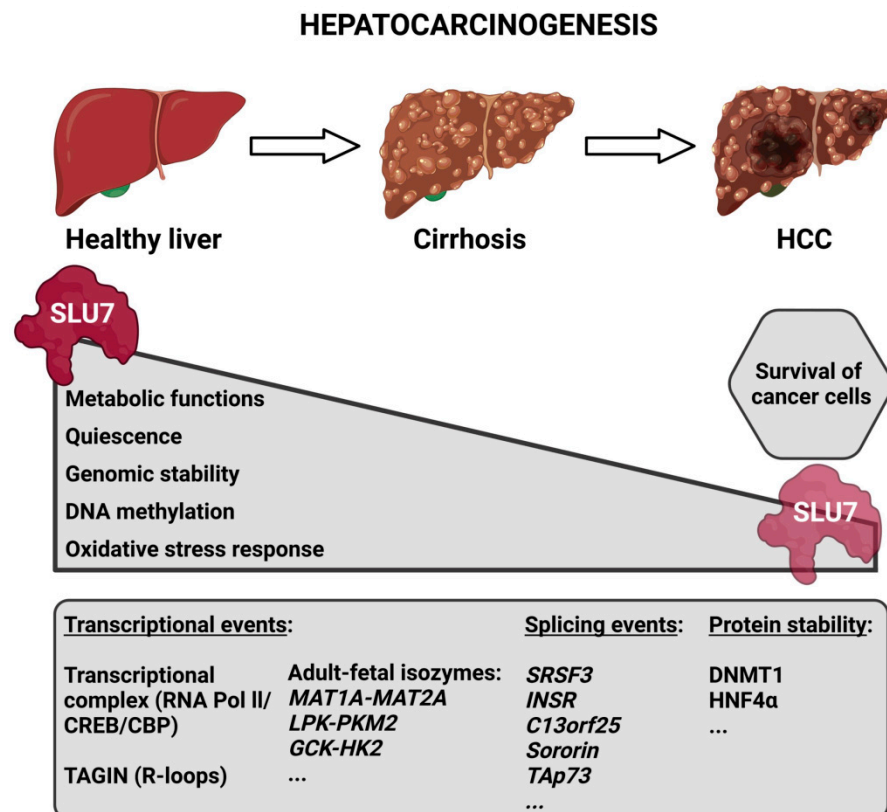 HEPATOCARCINOGENESIS
Healthy liver
Cirrhosis
HCC
SLU7
Metabolic functions
Quiescence
Genomic stability
DNA methylation
Oxidative stress response
Survival of
cancer cells
SLU7
Transcriptional events:
Transcriptional
complex (RNA Pol II/
CREB/CBP)
TAGIN (R-loops)
Adult-fetal isozymes:
MAT1A-MAT2A
LPK-PKM2
GCK-HK2
...
Splicing events:
SRSF3
INSR
C13orf25
Sororin
TAp73
...
Protein stability:
DNMT1
HNF4α
...